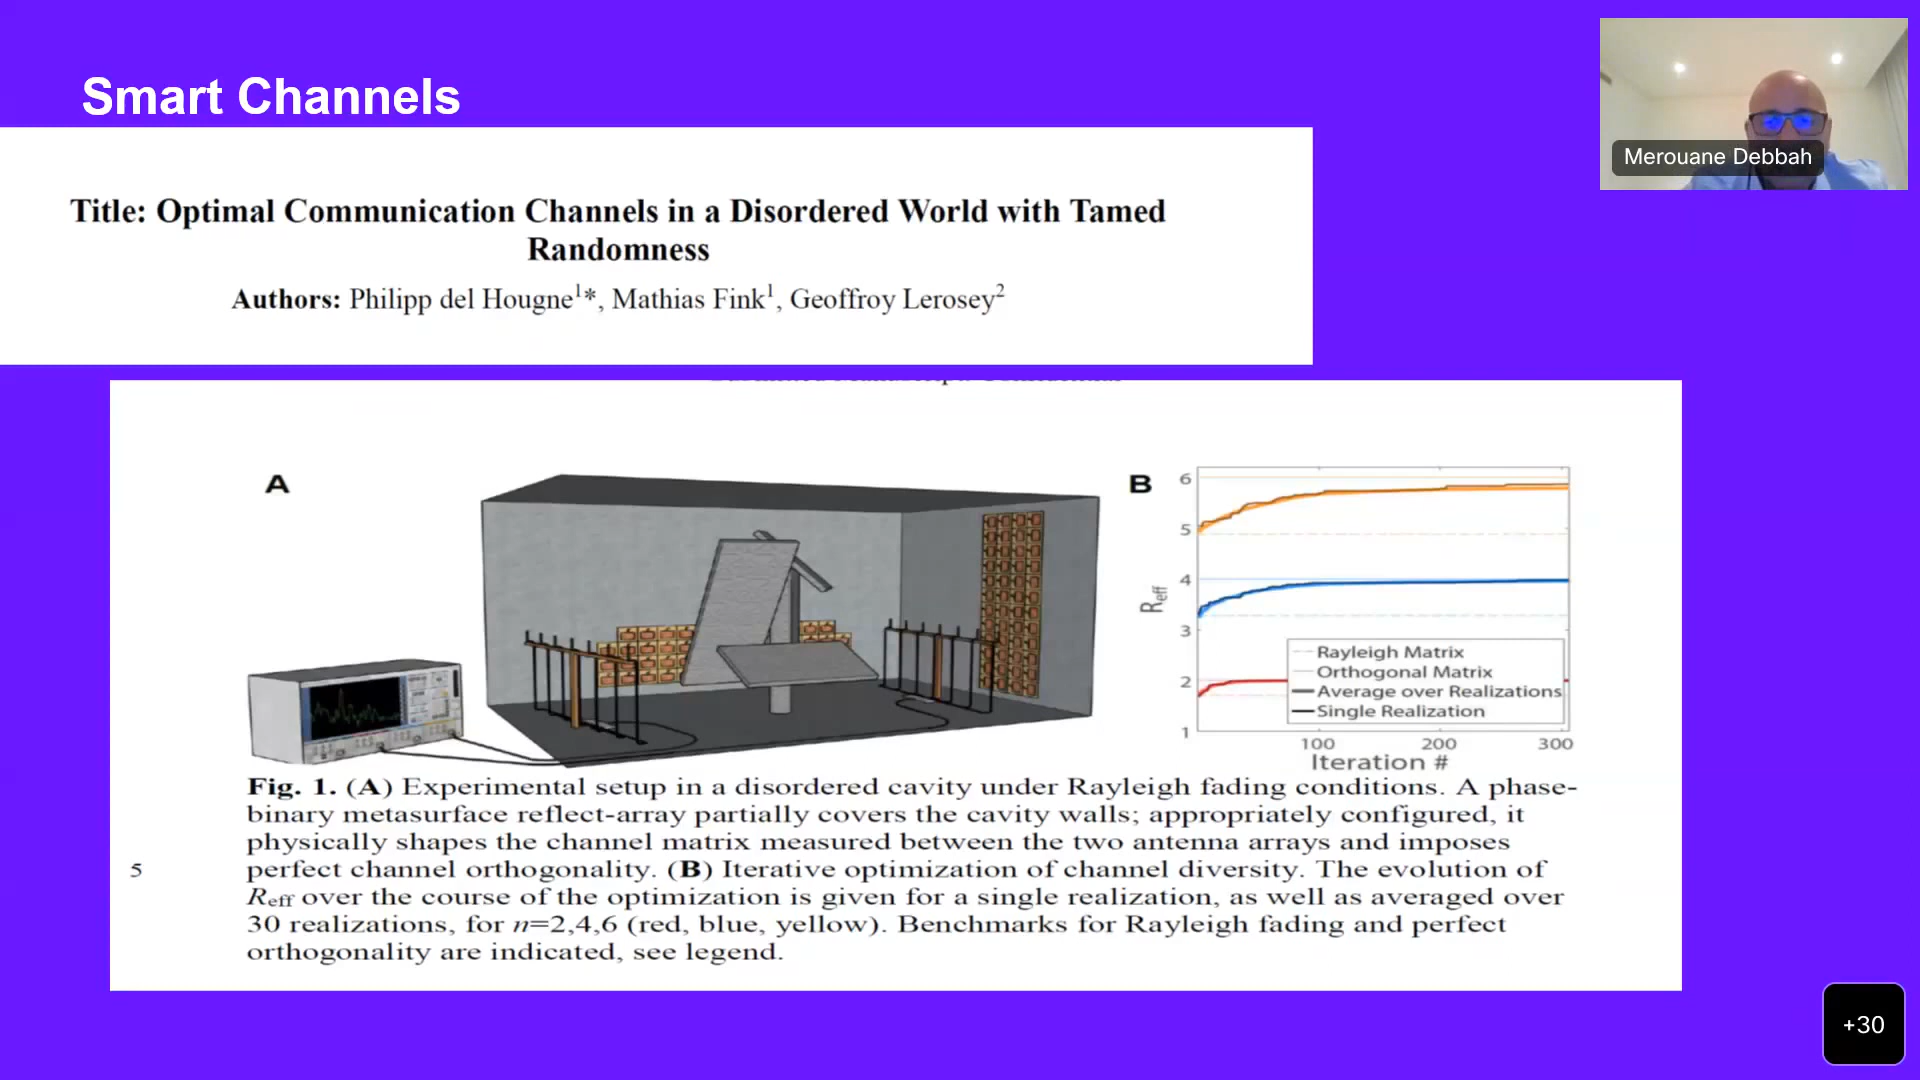 Smart Channels
Merouane Debbah
Title: Optimal Communication Channels in a Disordered World with Tamed
Randomness
Authors: Philipp del Hougne1*, Mathias Fink1, Geoffroy Lerosey2
A
B
6
5
4
3
2
1
Reff
Rayleigh Matrix
Orthogonal Matrix
Average over Realizations
Single Realization
100 200 300
Iteration #
Fig. 1. (A) Experimental setup in a disordered cavity under Rayleigh fading conditions. A phase-
binary metasurface reflect-array partially covers the cavity walls; appropriately configured, it
physically shapes the channel matrix measured between the two antenna arrays and imposes
5 perfect channel orthogonality. (B) Iterative optimization of channel diversity. The evolution of
Reff over the course of the optimization is given for a single realization, as well as averaged over
30 realizations, for n=2,4,6 (red, blue, yellow). Benchmarks for Rayleigh fading and perfect
orthogonality are indicated, see legend.
+30